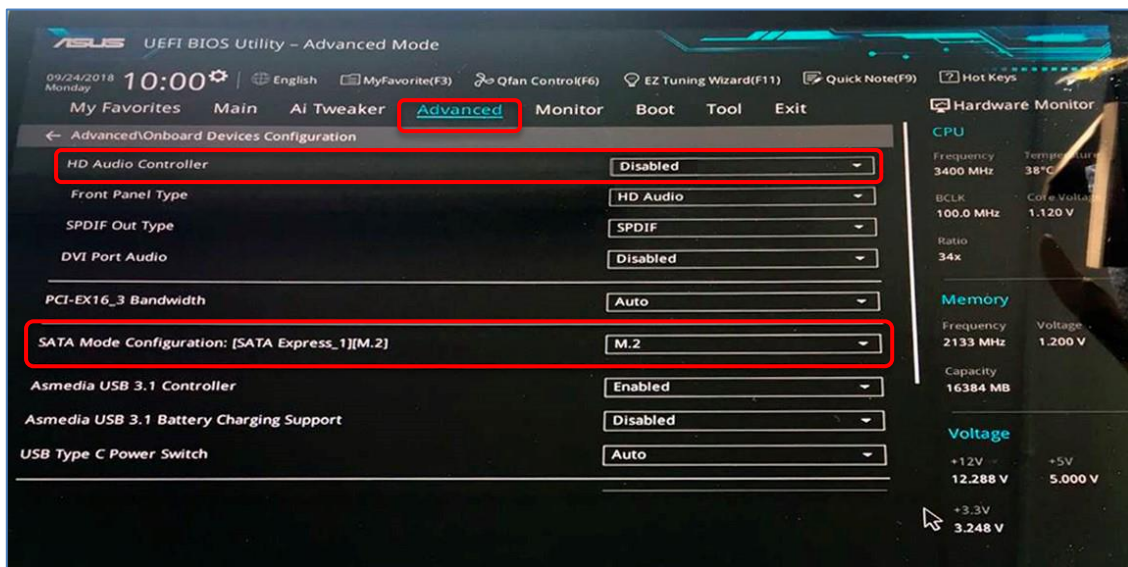 ASUS UEFI BIOS Utility – Advanced Mode
09/24/2018 Monday 10:00 English MyFavorite(F3) Qfan Control(F6) EZ Tuning Wizard(F11) Quick Note(F9) ? Hot Keys
My Favorites Main Ai Tweaker Advanced Monitor Boot Tool Exit
← Advanced\Onboard Devices Configuration
HD Audio Controller Disabled
Front Panel Type HD Audio
SPDIF Out Type SPDIF
DVI Port Audio Disabled
PCI-EX16_3 Bandwidth Auto
SATA Mode Configuration: [SATA Express_1][M.2] M.2
Asmedia USB 3.1 Controller Enabled
Asmedia USB 3.1 Battery Charging Support Disabled
USB Type C Power Switch Auto
Hardware Monitor
CPU
Frequency Temperature
3400 MHz 38°C
BCLK Core Voltage
100.0 MHz 1.120 V
Ratio
34x
Memory
Frequency Voltage
2133 MHz 1.200 V
Capacity
16384 MB
Voltage
+12V +5V
12.288 V 5.000 V
+3.3V
3.248 V